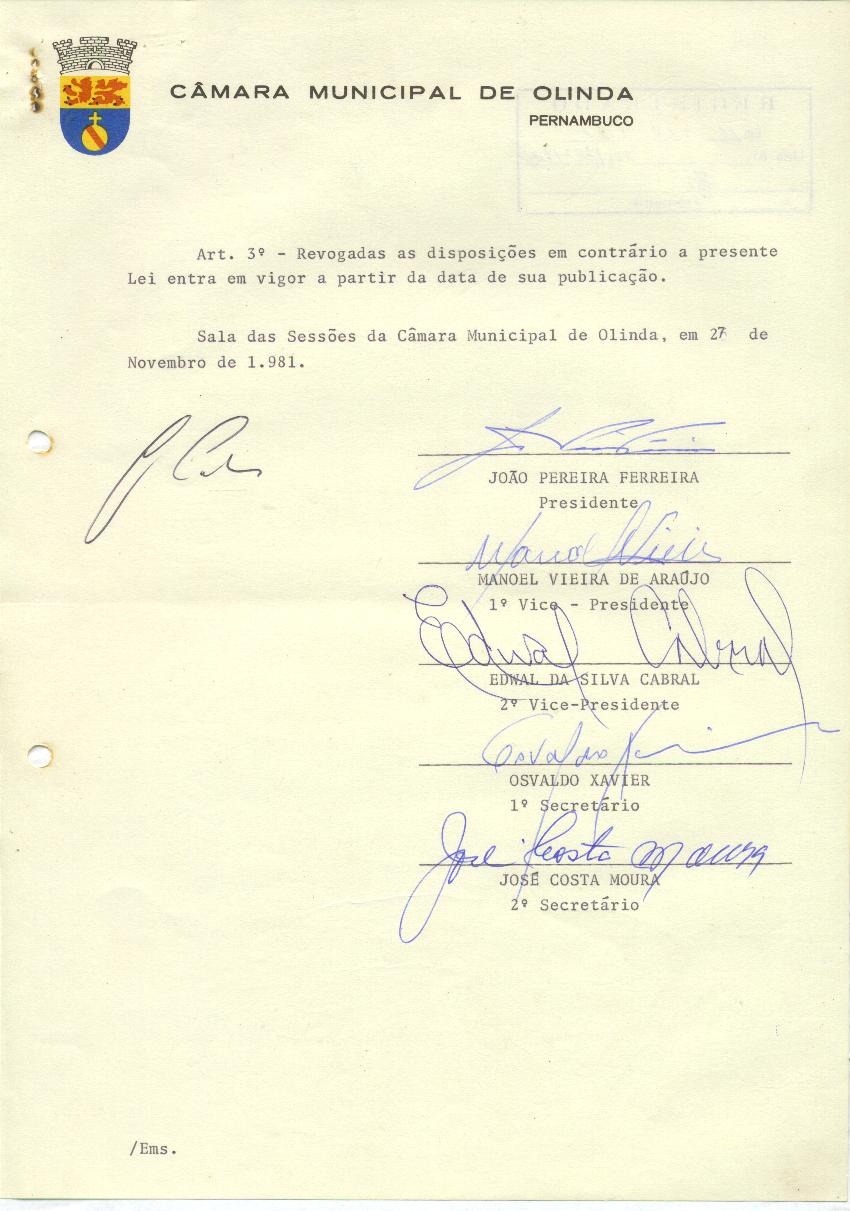 CÂMARA MUNICIPAL DE OLINDA
PERNAMBUCO
Art. 3º - Revogadas as disposições em contrário a presente
Lei entra em vigor a partir da data de sua publicação.
Sala das Sessões da Câmara Municipal de Olinda, em 27 de
Novembro de 1.981.
JOÃO PEREIRA FERREIRA
Presidente
Manoel Vieira
MANOEL VIEIRA DE ARAÚJO
1º Vice - Presidente
Edwal Cabral
EDWAL DA SILVA CABRAL
2º Vice-Presidente
Osvaldo Xavier
OSVALDO XAVIER
1º Secretário
José Costa Moura
JOSÉ COSTA MOURA
2º Secretário
/Ems.